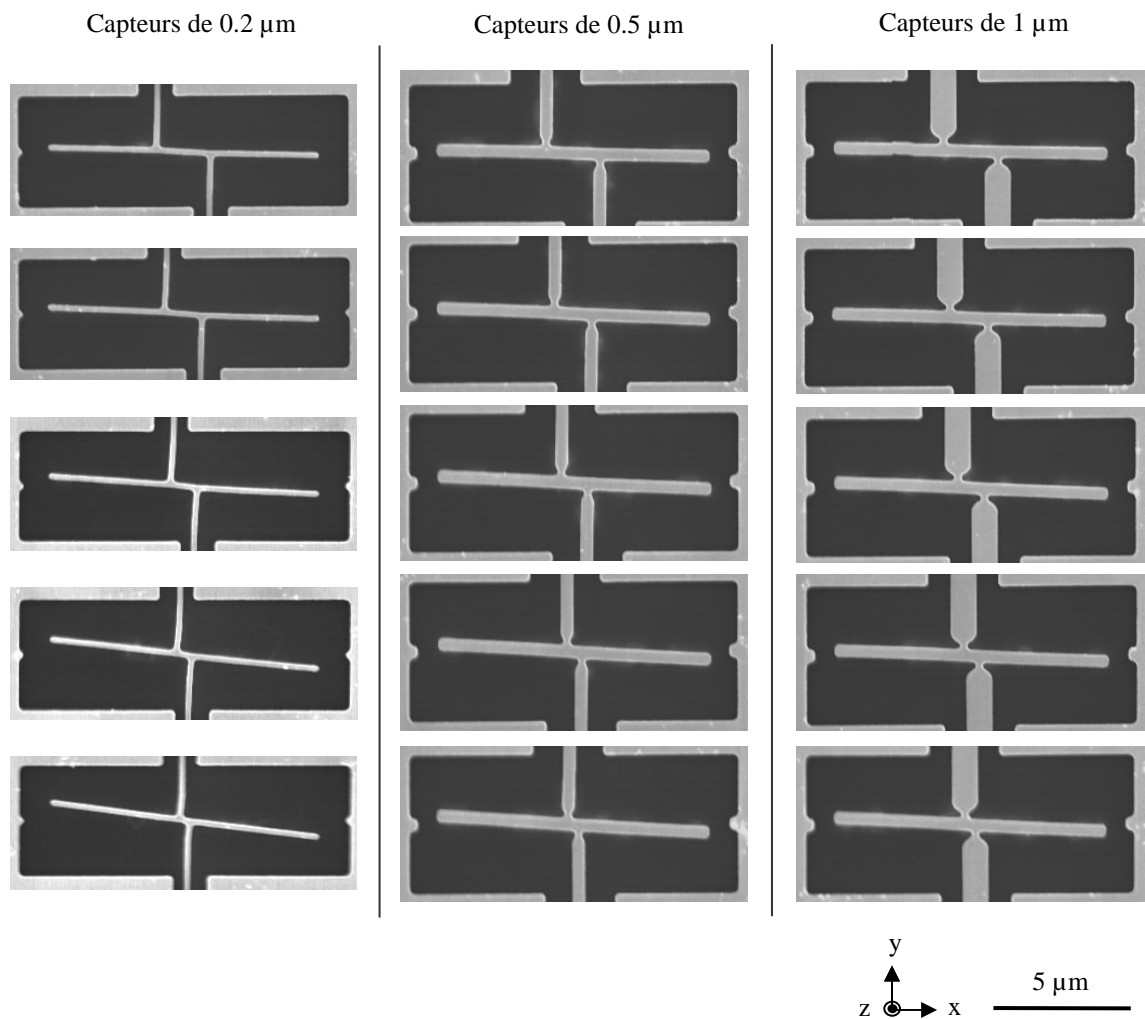 Capteurs de 0.2 µm
Capteurs de 0.5 µm
Capteurs de 1 µm
y
z
x
5 µm